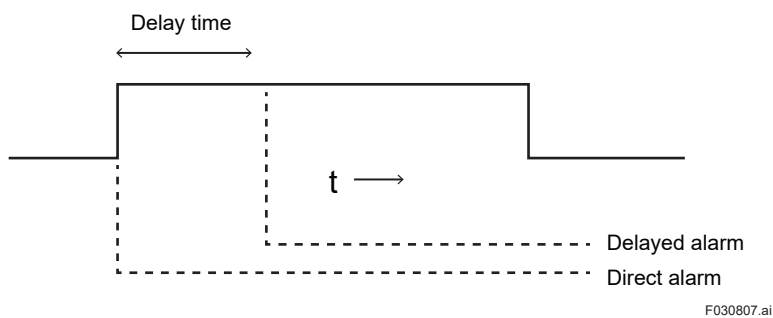 Delay time
t
Delayed alarm
Direct alarm
F030807.ai